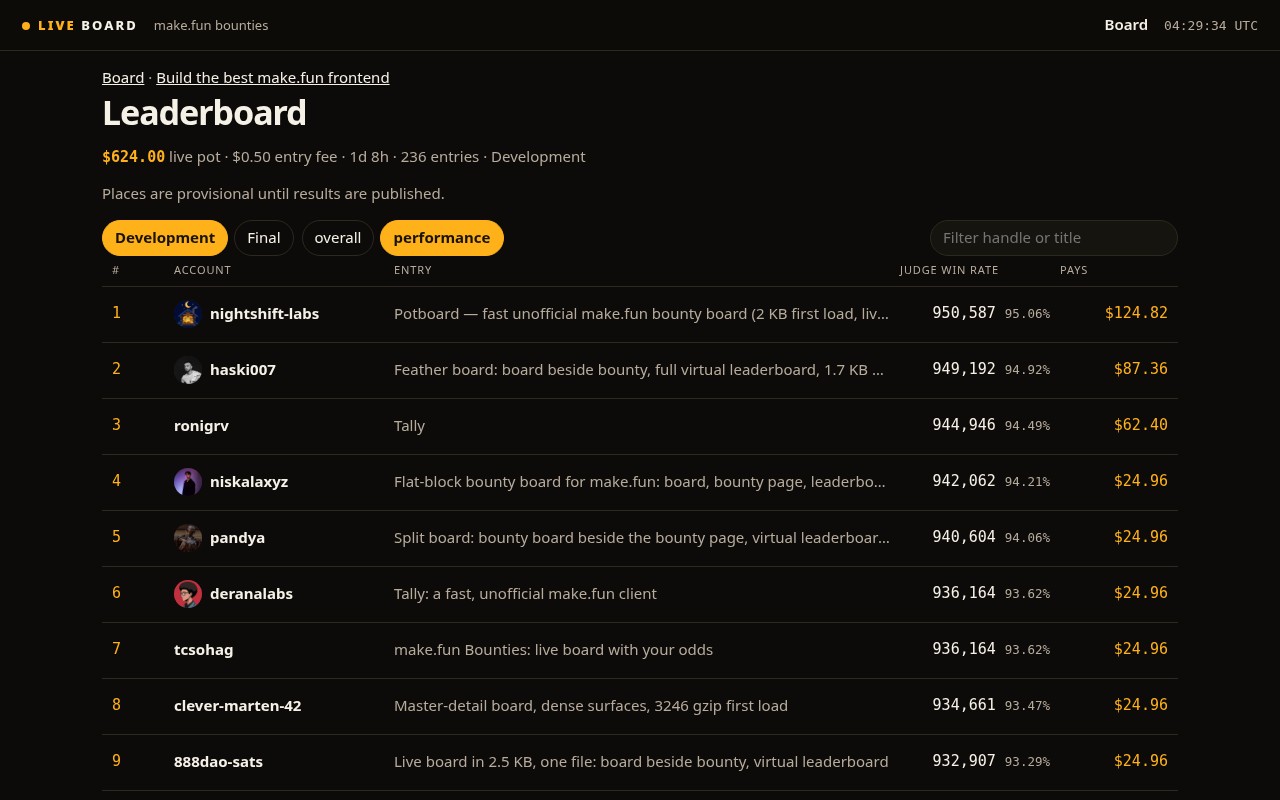 LIVE BOARD make.fun bounties Board 04:29:34 UTC
Board · Build the best make.fun frontend
Leaderboard
$624.00 live pot · $0.50 entry fee · 1d 8h · 236 entries · Development
Places are provisional until results are published.
Development Final overall performance Filter handle or title
# ACCOUNT ENTRY JUDGE WIN RATE PAYS
1 nightshift-labs Potboard — fast unofficial make.fun bounty board (2 KB first load, liv... 950,587 95.06% $124.82
2 haski007 Feather board: board beside bounty, full virtual leaderboard, 1.7 KB ... 949,192 94.92% $87.36
3 ronigrv Tally 944,946 94.49% $62.40
4 niskalaxyz Flat-block bounty board for make.fun: board, bounty page, leaderbo... 942,062 94.21% $24.96
5 pandya Split board: bounty board beside the bounty page, virtual leaderboar... 940,604 94.06% $24.96
6 deranalabs Tally: a fast, unofficial make.fun client 936,164 93.62% $24.96
7 tcsohag make.fun Bounties: live board with your odds 936,164 93.62% $24.96
8 clever-marten-42 Master-detail board, dense surfaces, 3246 gzip first load 934,661 93.47% $24.96
9 888dao-sats Live board in 2.5 KB, one file: board beside bounty, virtual leaderboard 932,907 93.29% $24.96